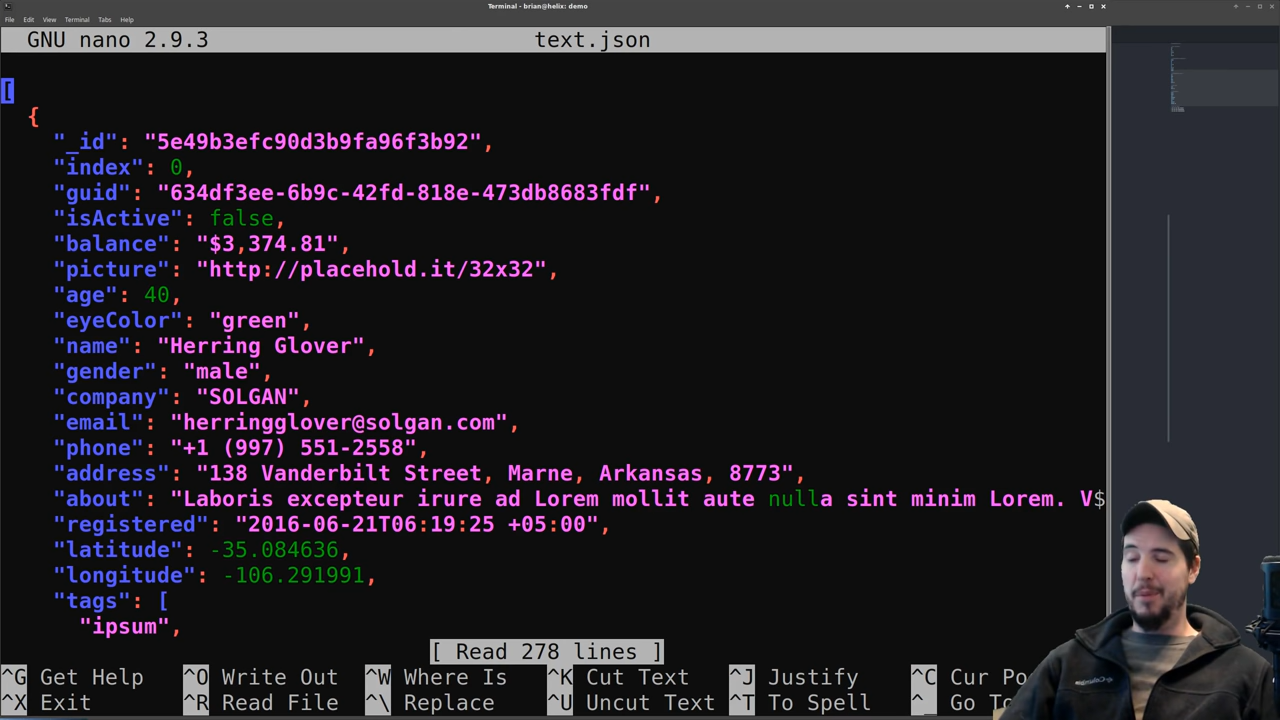 Terminal - brian@helix: demo
File Edit View Terminal Tabs Help
GNU nano 2.9.3 text.json
[
{
"_id": "5e49b3efc90d3b9fa96f3b92",
"index": 0,
"guid": "634df3ee-6b9c-42fd-818e-473db8683fdf",
"isActive": false,
"balance": "$3,374.81",
"picture": "http://placehold.it/32x32",
"age": 40,
"eyeColor": "green",
"name": "Herring Glover",
"gender": "male",
"company": "SOLGAN",
"email": "herringglover@solgan.com",
"phone": "+1 (997) 551-2558",
"address": "138 Vanderbilt Street, Marne, Arkansas, 8773",
"about": "Laboris excepteur irure ad Lorem mollit aute nulla sint minim Lorem. V$
"registered": "2016-06-21T06:19:25 +05:00",
"latitude": -35.084636,
"longitude": -106.291991,
"tags": [
"ipsum",
[ Read 278 lines ]
^G Get Help ^O Write Out ^W Where Is ^K Cut Text ^J Justify ^C Cur Po
^X Exit ^R Read File ^\ Replace ^U Uncut Text ^T To Spell ^_ Go To